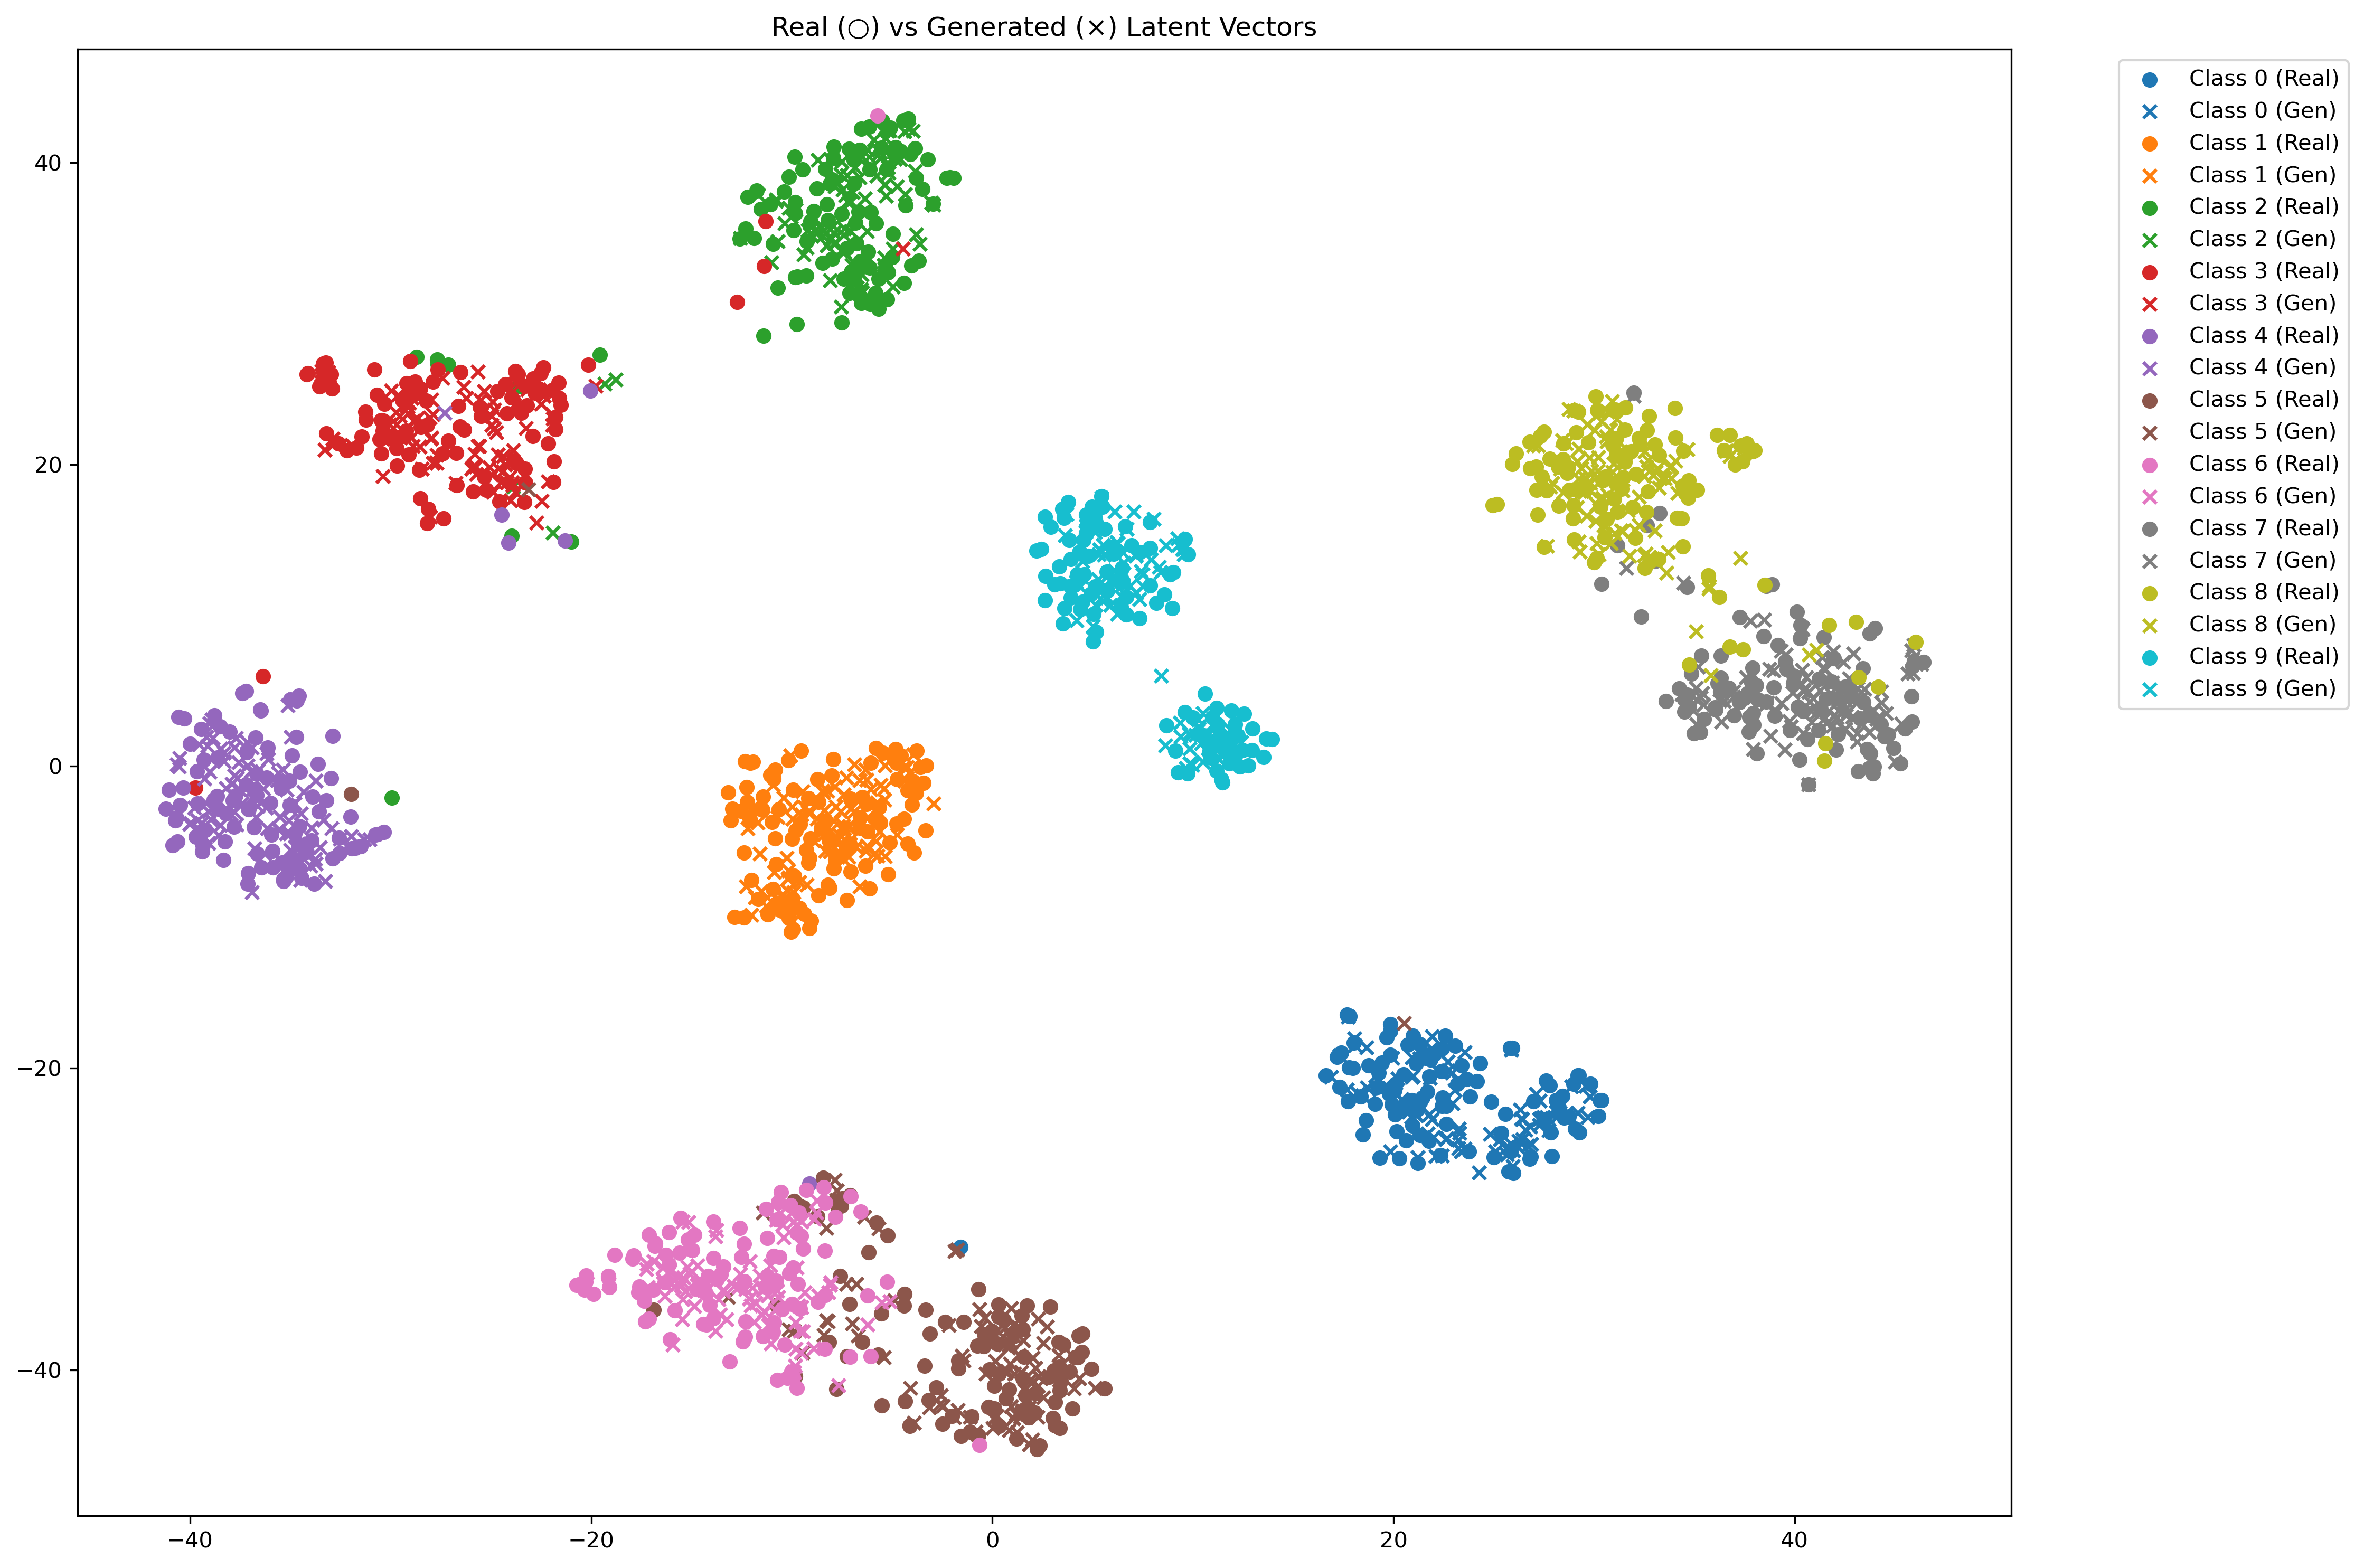 Real (○) vs Generated (×) Latent Vectors
40
20
0
−20
−40
−40
−20
0
20
40
Class 0 (Real)
Class 0 (Gen)
Class 1 (Real)
Class 1 (Gen)
Class 2 (Real)
Class 2 (Gen)
Class 3 (Real)
Class 3 (Gen)
Class 4 (Real)
Class 4 (Gen)
Class 5 (Real)
Class 5 (Gen)
Class 6 (Real)
Class 6 (Gen)
Class 7 (Real)
Class 7 (Gen)
Class 8 (Real)
Class 8 (Gen)
Class 9 (Real)
Class 9 (Gen)